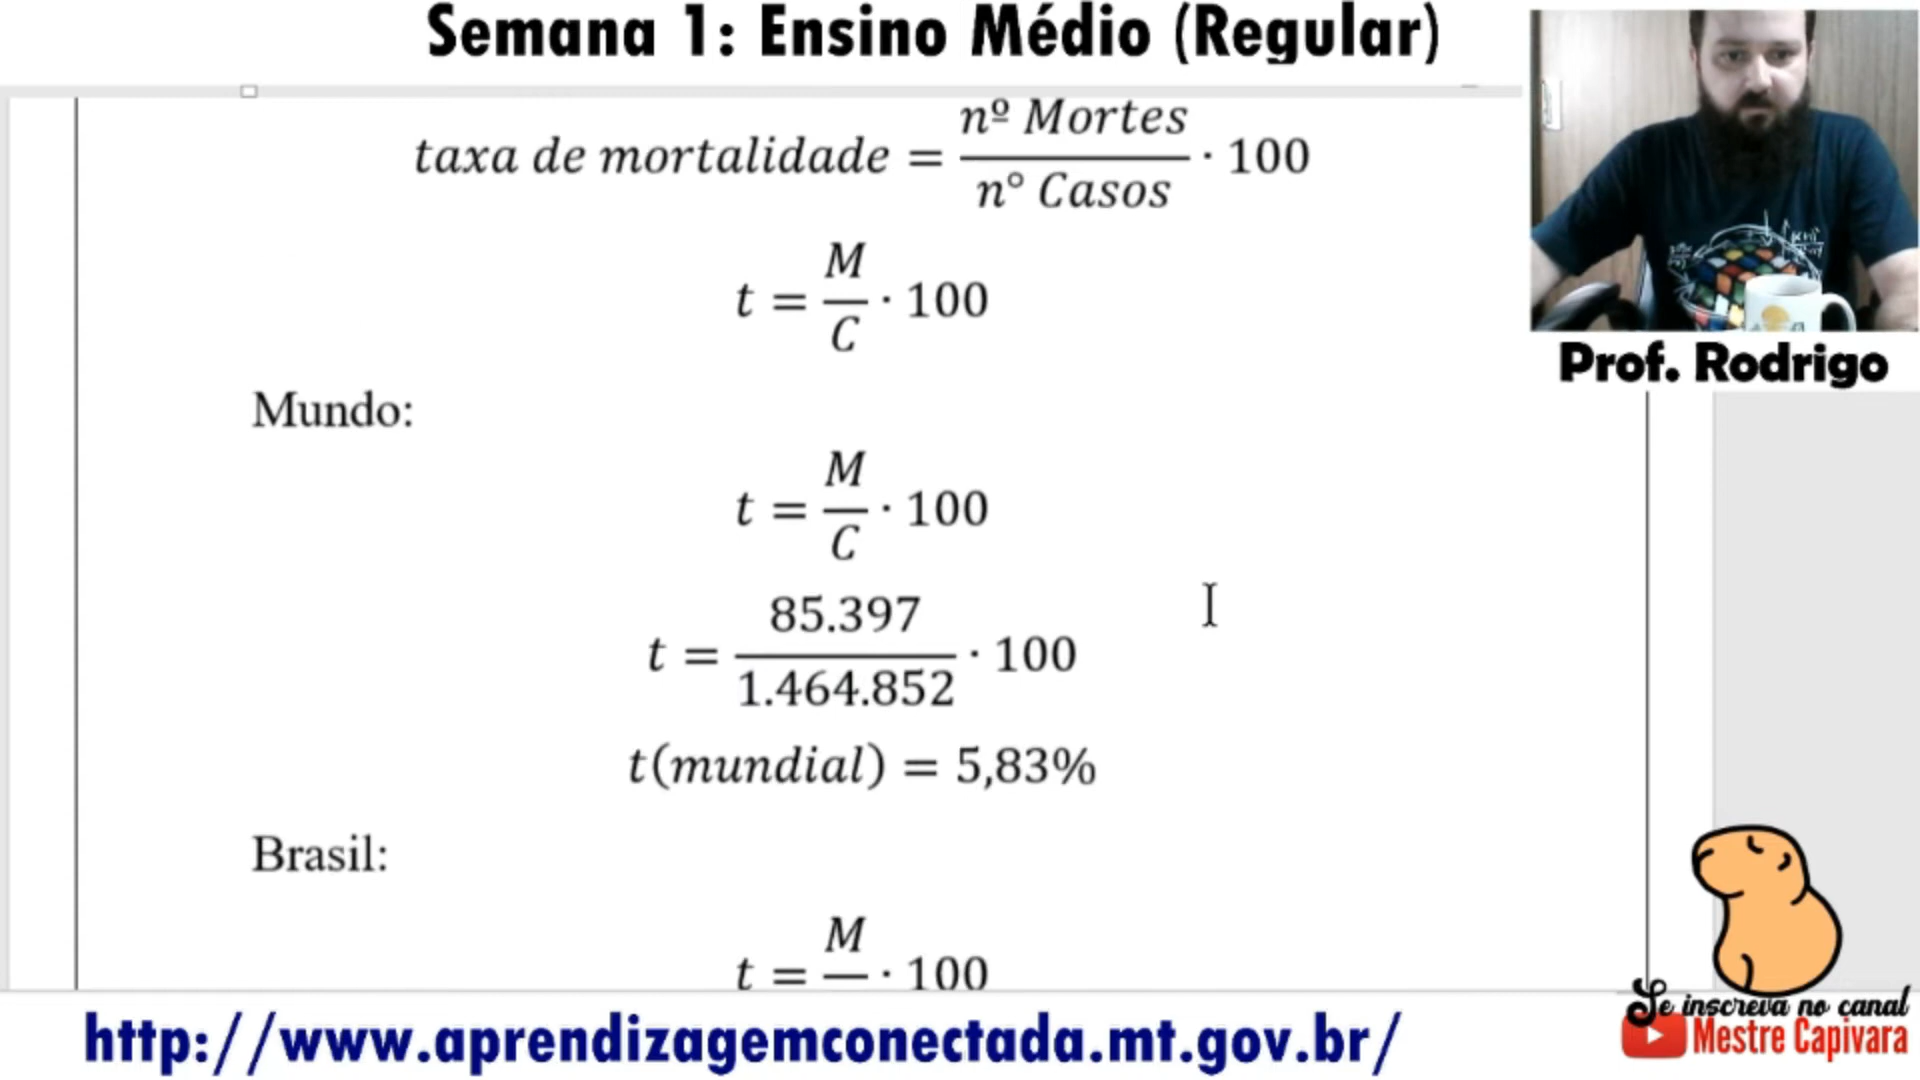 Semana 1: Ensino Médio (Regular)
taxa de mortalidade = nº Mortes / n° Casos · 100
t = M / C · 100
Mundo:
t = M / C · 100
t = 85.397 / 1.464.852 · 100
t(mundial) = 5,83%
Brasil:
t = M / · 100
Prof. Rodrigo
Se inscreva no canal
Mestre Capivara
http://www.aprendizagemconectada.mt.gov.br/